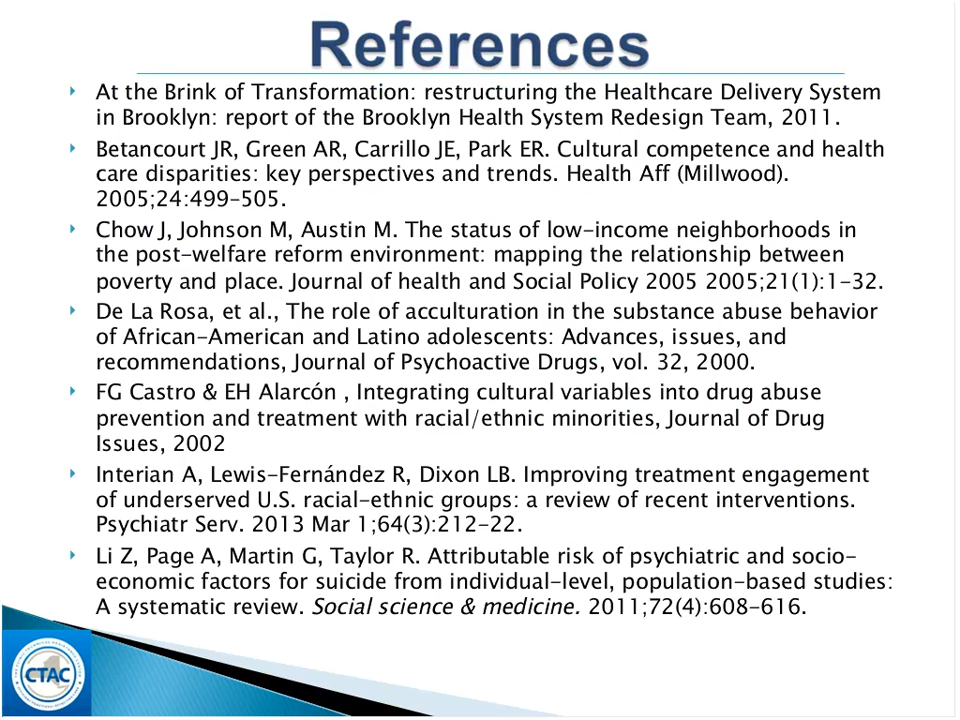 References
At the Brink of Transformation: restructuring the Healthcare Delivery System
in Brooklyn: report of the Brooklyn Health System Redesign Team, 2011.
Betancourt JR, Green AR, Carrillo JE, Park ER. Cultural competence and health
care disparities: key perspectives and trends. Health Aff (Millwood).
2005;24:499-505.
Chow J, Johnson M, Austin M. The status of low-income neighborhoods in
the post-welfare reform environment: mapping the relationship between
poverty and place. Journal of health and Social Policy 2005 2005;21(1):1-32.
De La Rosa, et al., The role of acculturation in the substance abuse behavior
of African-American and Latino adolescents: Advances, issues, and
recommendations, Journal of Psychoactive Drugs, vol. 32, 2000.
FG Castro & EH Alarcón , Integrating cultural variables into drug abuse
prevention and treatment with racial/ethnic minorities, Journal of Drug
Issues, 2002
Interian A, Lewis-Fernández R, Dixon LB. Improving treatment engagement
of underserved U.S. racial-ethnic groups: a review of recent interventions.
Psychiatr Serv. 2013 Mar 1;64(3):212-22.
Li Z, Page A, Martin G, Taylor R. Attributable risk of psychiatric and socio-
economic factors for suicide from individual-level, population-based studies:
A systematic review. Social science & medicine. 2011;72(4):608-616.
CTAC